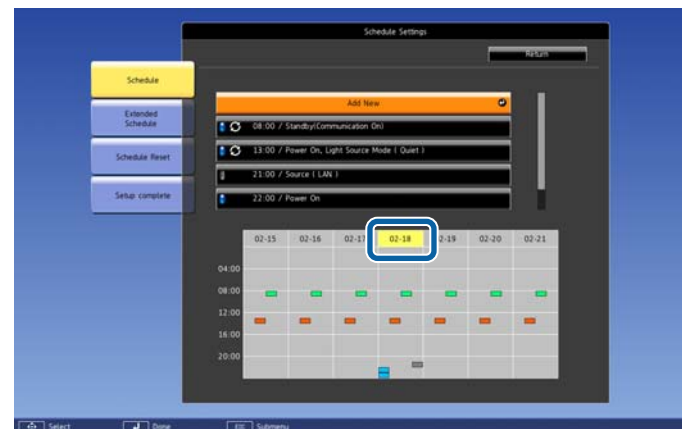 Schedule Settings
Return
Schedule
Extended
Schedule
Schedule Reset
Setup complete
Add New
08:00 / Standby(Communication On)
13:00 / Power On, Light Source Mode ( Quiet )
21:00 / Source ( LAN )
22:00 / Power On
02-15 02-16 02-17 02-18 02-19 02-20 02-21
04:00
08:00
12:00
16:00
20:00
Select Done Esc Submenu